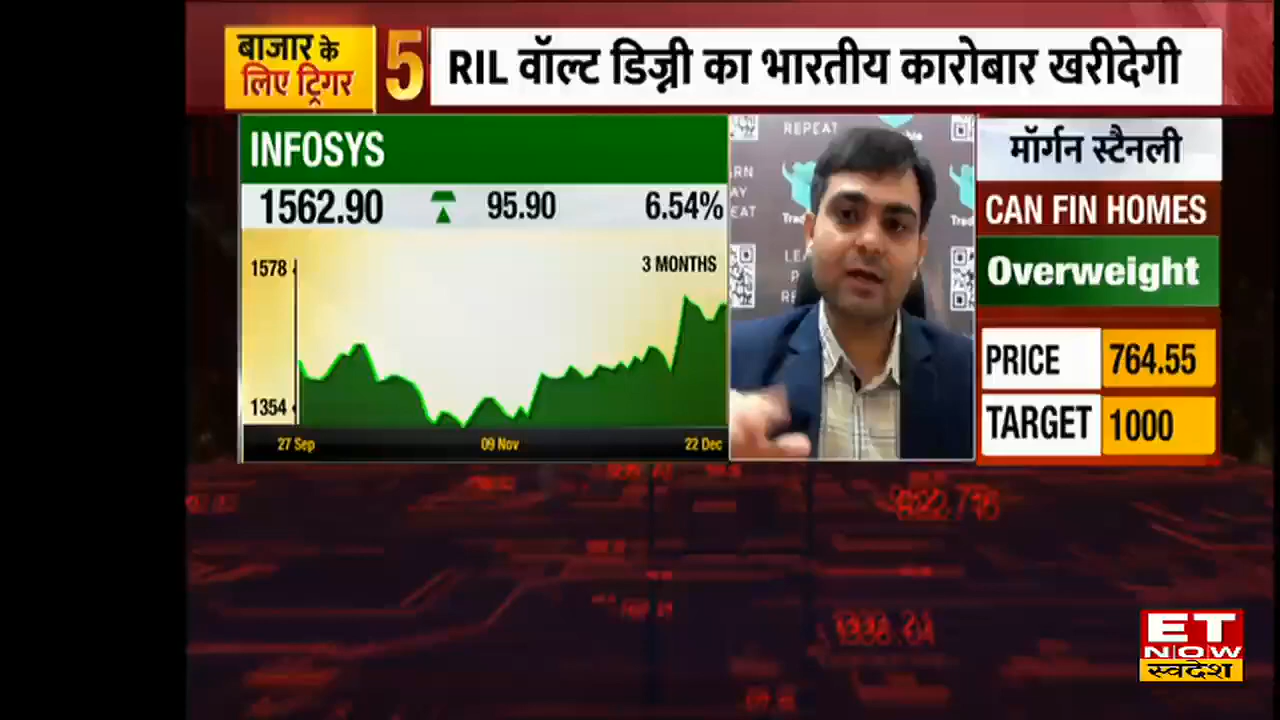 बाजार के
लिए ट्रिगर
5
RIL वॉल्ट डिज्नी का भारतीय कारोबार खरीदेगी
INFOSYS
1562.90 95.90 6.54%
3 MONTHS
1578
1354
27 Sep 09 Nov 22 Dec
REPEAT
मॉर्गन स्टैनली
CAN FIN HOMES
Overweight
PRICE 764.55
TARGET 1000
ET
NOW
स्वदेश